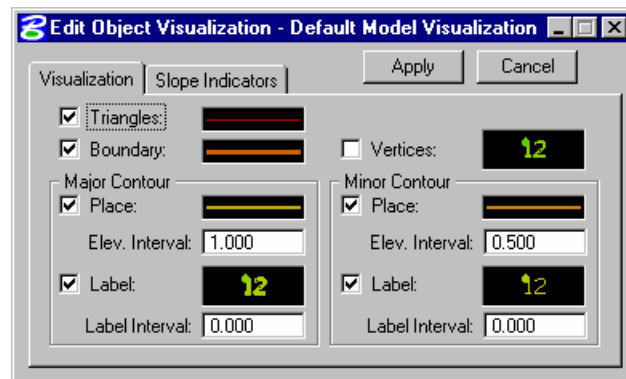 Edit Object Visualization - Default Model Visualization
Visualization Slope Indicators Apply Cancel
Triangles:
Boundary: Vertices: 12
Major Contour Minor Contour
Place: Place:
Elev. Interval: 1.000 Elev. Interval: 0.500
Label: 12 Label: 12
Label Interval: 0.000 Label Interval: 0.000